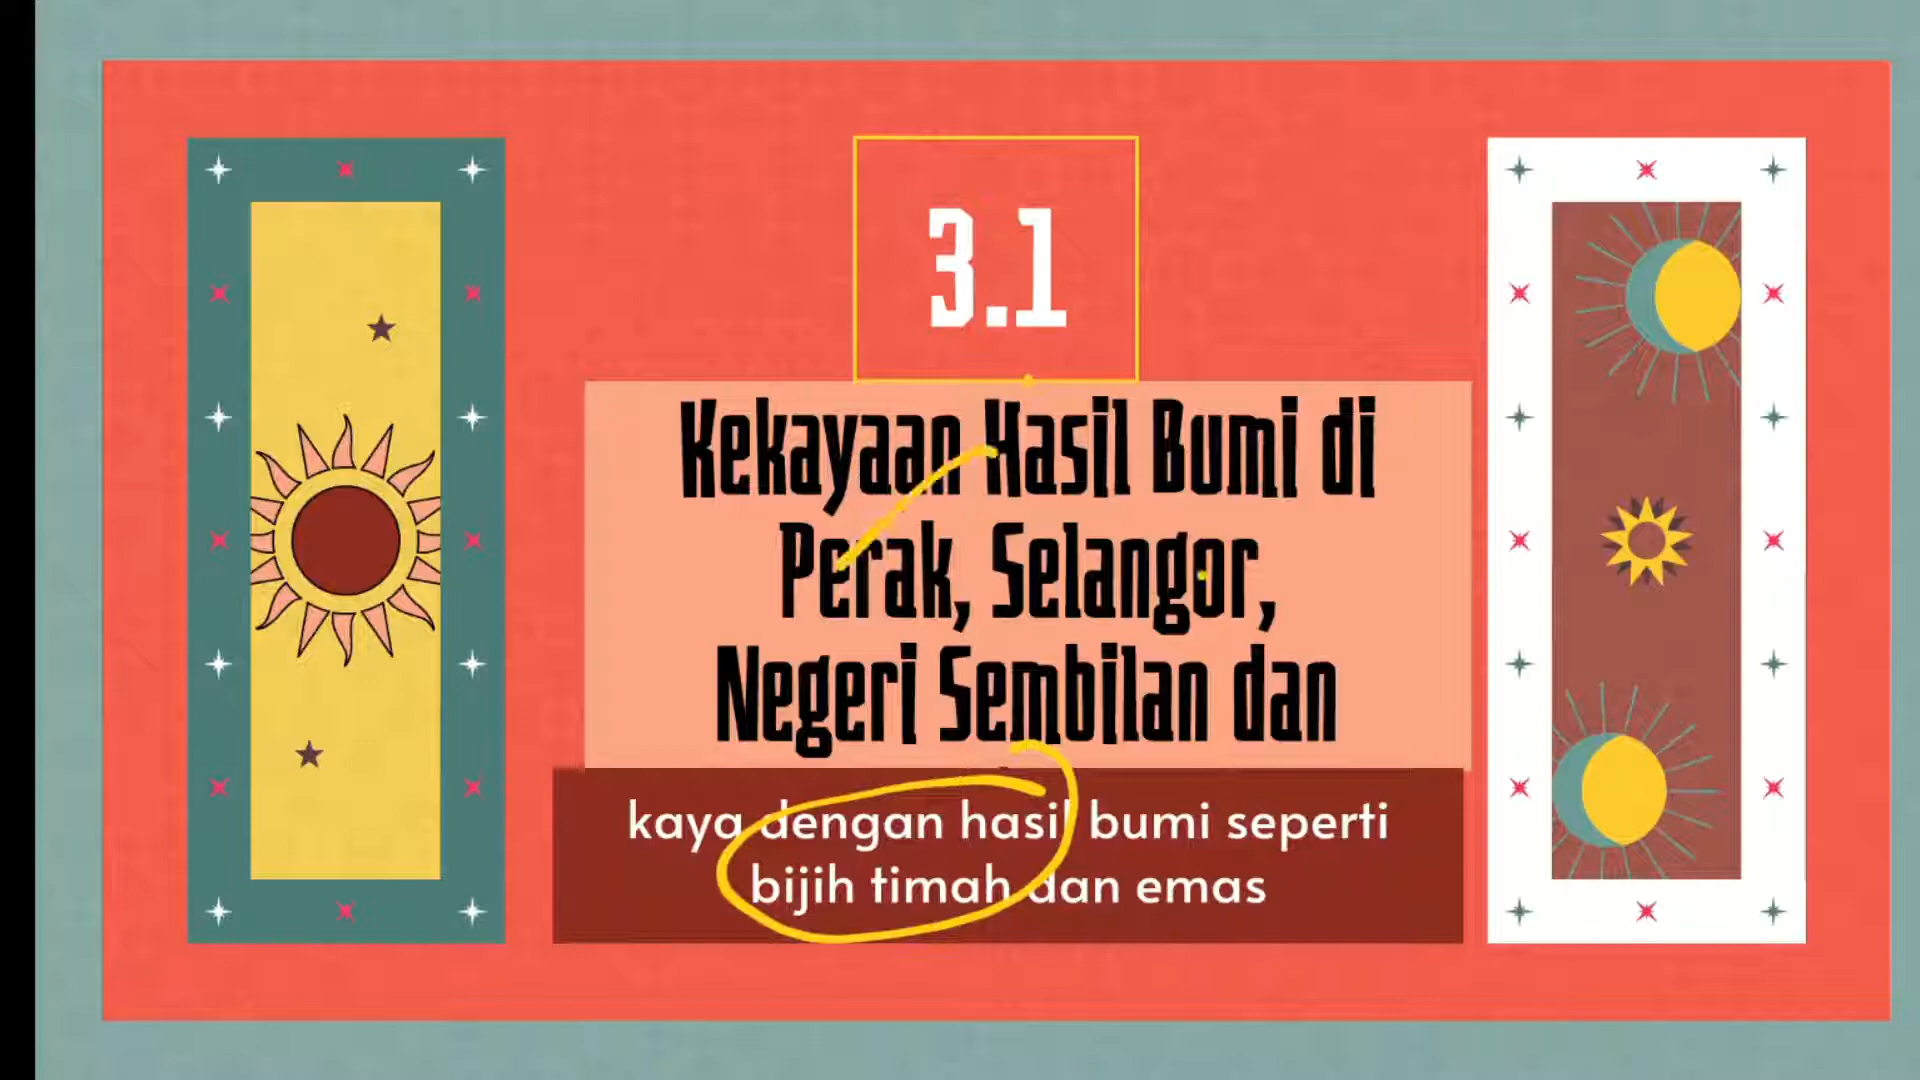 3.1
Kekayaan Hasil Bumi di
Perak, Selangor,
Negeri Sembilan dan
kaya dengan hasil bumi seperti
bijih timah dan emas